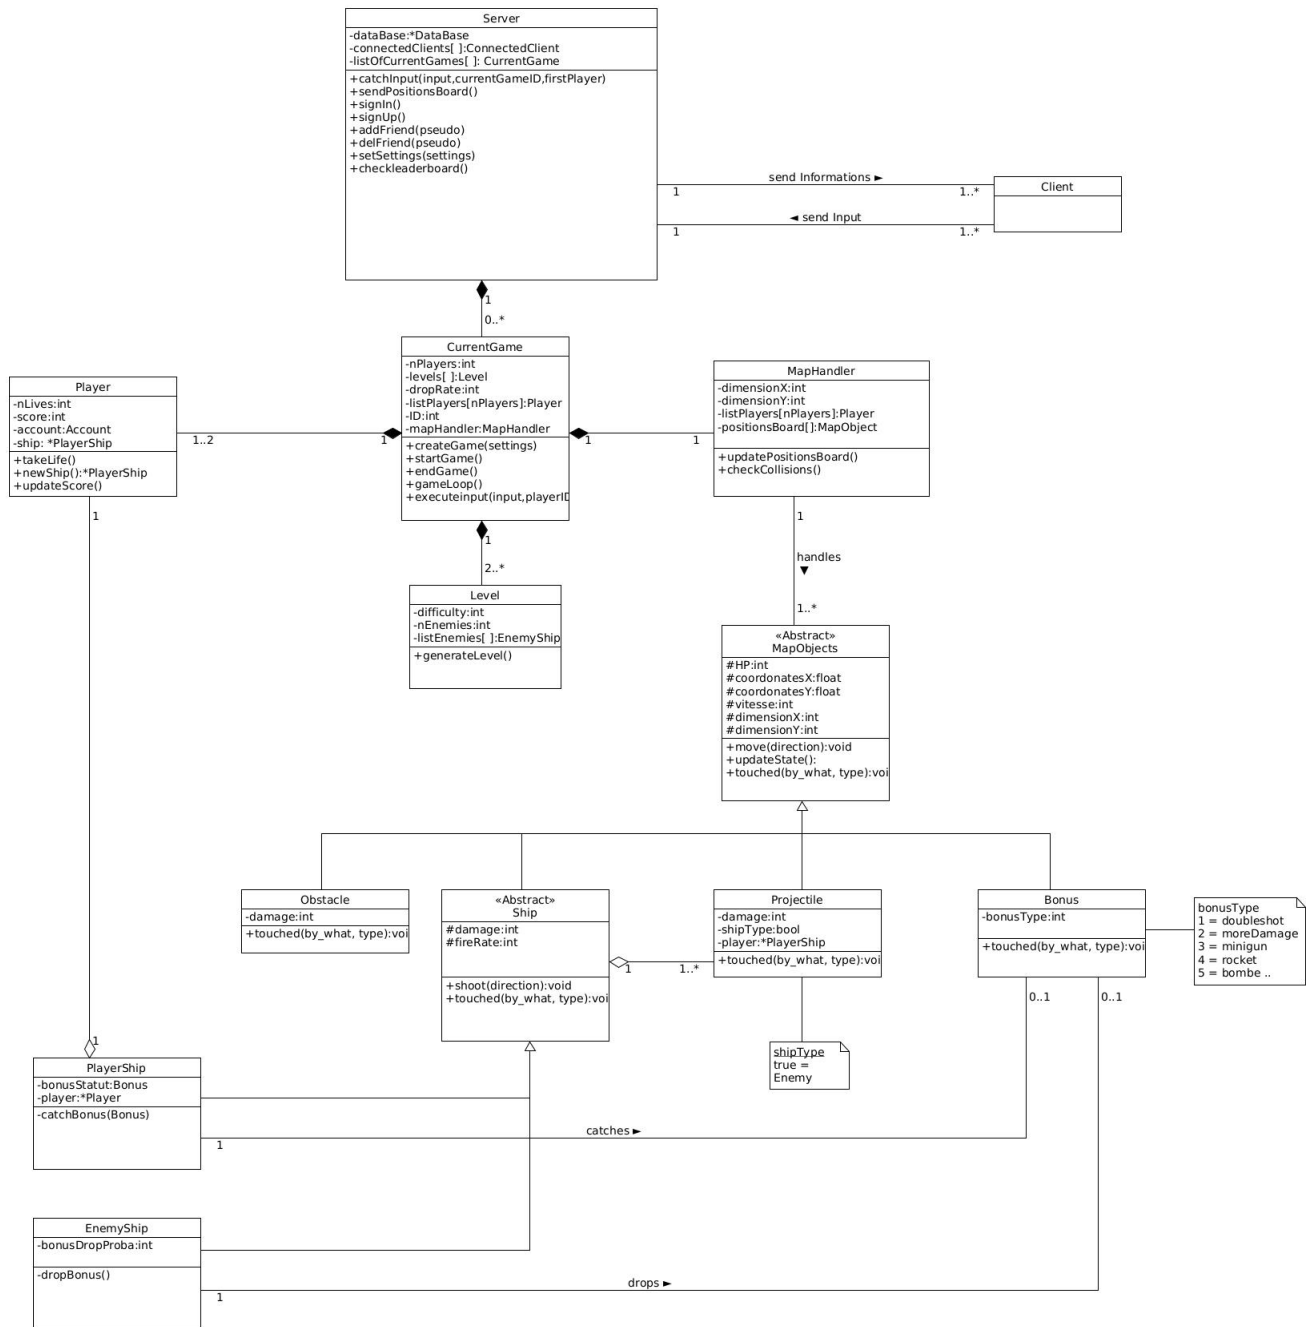 Server
-dataBase:*DataBase
-connectedClients[ ]:ConnectedClient
-listOfCurrentGames[ ]: CurrentGame
+catchInput(input,currentGameID,firstPlayer)
+sendPositionsBoard()
+signIn()
+signUp()
+addFriend(pseudo)
+delFriend(pseudo)
+setSettings(settings)
+checkleaderboard()
send Informations ►
1
1..*
Client
◄ send Input
1
1..*
1
0..*
CurrentGame
-nPlayers:int
-levels[ ]:Level
-dropRate:int
-listPlayers[nPlayers]:Player
-ID:int
-mapHandler:MapHandler
+createGame(settings)
+startGame()
+endGame()
+gameLoop()
+executeinput(input,playerID
Player
-nLives:int
-score:int
-account:Account
-ship: *PlayerShip
+takeLife()
+newShip():*PlayerShip
+updateScore()
1..2
1
1
1
MapHandler
-dimensionX:int
-dimensionY:int
-listPlayers[nPlayers]:Player
-positionsBoard[]:MapObject
+updatePositionsBoard()
+checkCollisions()
1
1
2..*
Level
-difficulty:int
-nEnemies:int
-listEnemies[ ]:EnemyShip
+generateLevel()
1
handles
▼
1..*
«Abstract»
MapObjects
#HP:int
#coordonatesX:float
#coordonatesY:float
#vitesse:int
#dimensionX:int
#dimensionY:int
+move(direction):void
+updateState():
+touched(by_what, type):voi
Obstacle
-damage:int
+touched(by_what, type):voi
«Abstract»
Ship
#damage:int
#fireRate:int
+shoot(direction):void
+touched(by_what, type):voi
1
1..*
Projectile
-damage:int
-shipType:bool
-player:*PlayerShip
+touched(by_what, type):voi
Bonus
-bonusType:int
+touched(by_what, type):voi
bonusType
1 = doubleshot
2 = moreDamage
3 = minigun
4 = rocket
5 = bombe ..
0..1
0..1
shipType
true =
Enemy
1
PlayerShip
-bonusStatut:Bonus
-player:*Player
-catchBonus(Bonus)
catches ►
1
EnemyShip
-bonusDropProba:int
-dropBonus()
drops ►
1